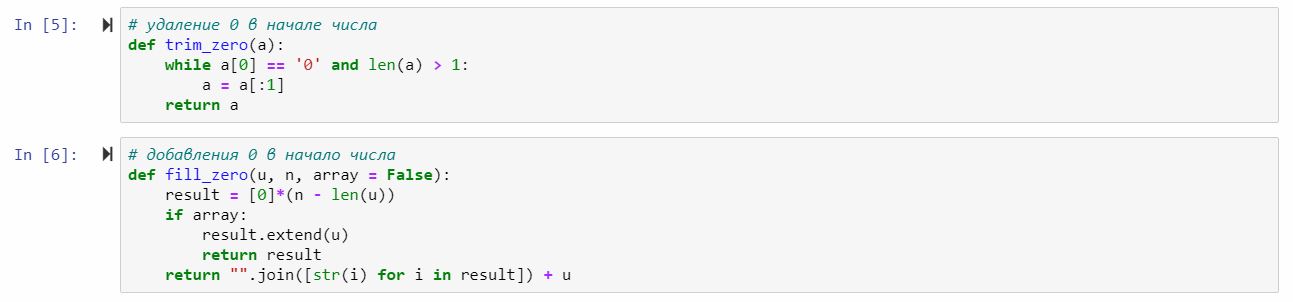 In [5]:
# удаление 0 в начале числа
def trim_zero(a):
    while a[0] == '0' and len(a) > 1:
        a = a[:1]
    return a
In [6]:
# добавления 0 в начало числа
def fill_zero(u, n, array = False):
    result = [0]*(n - len(u))
    if array:
        result.extend(u)
        return result
    return "".join([str(i) for i in result]) + u